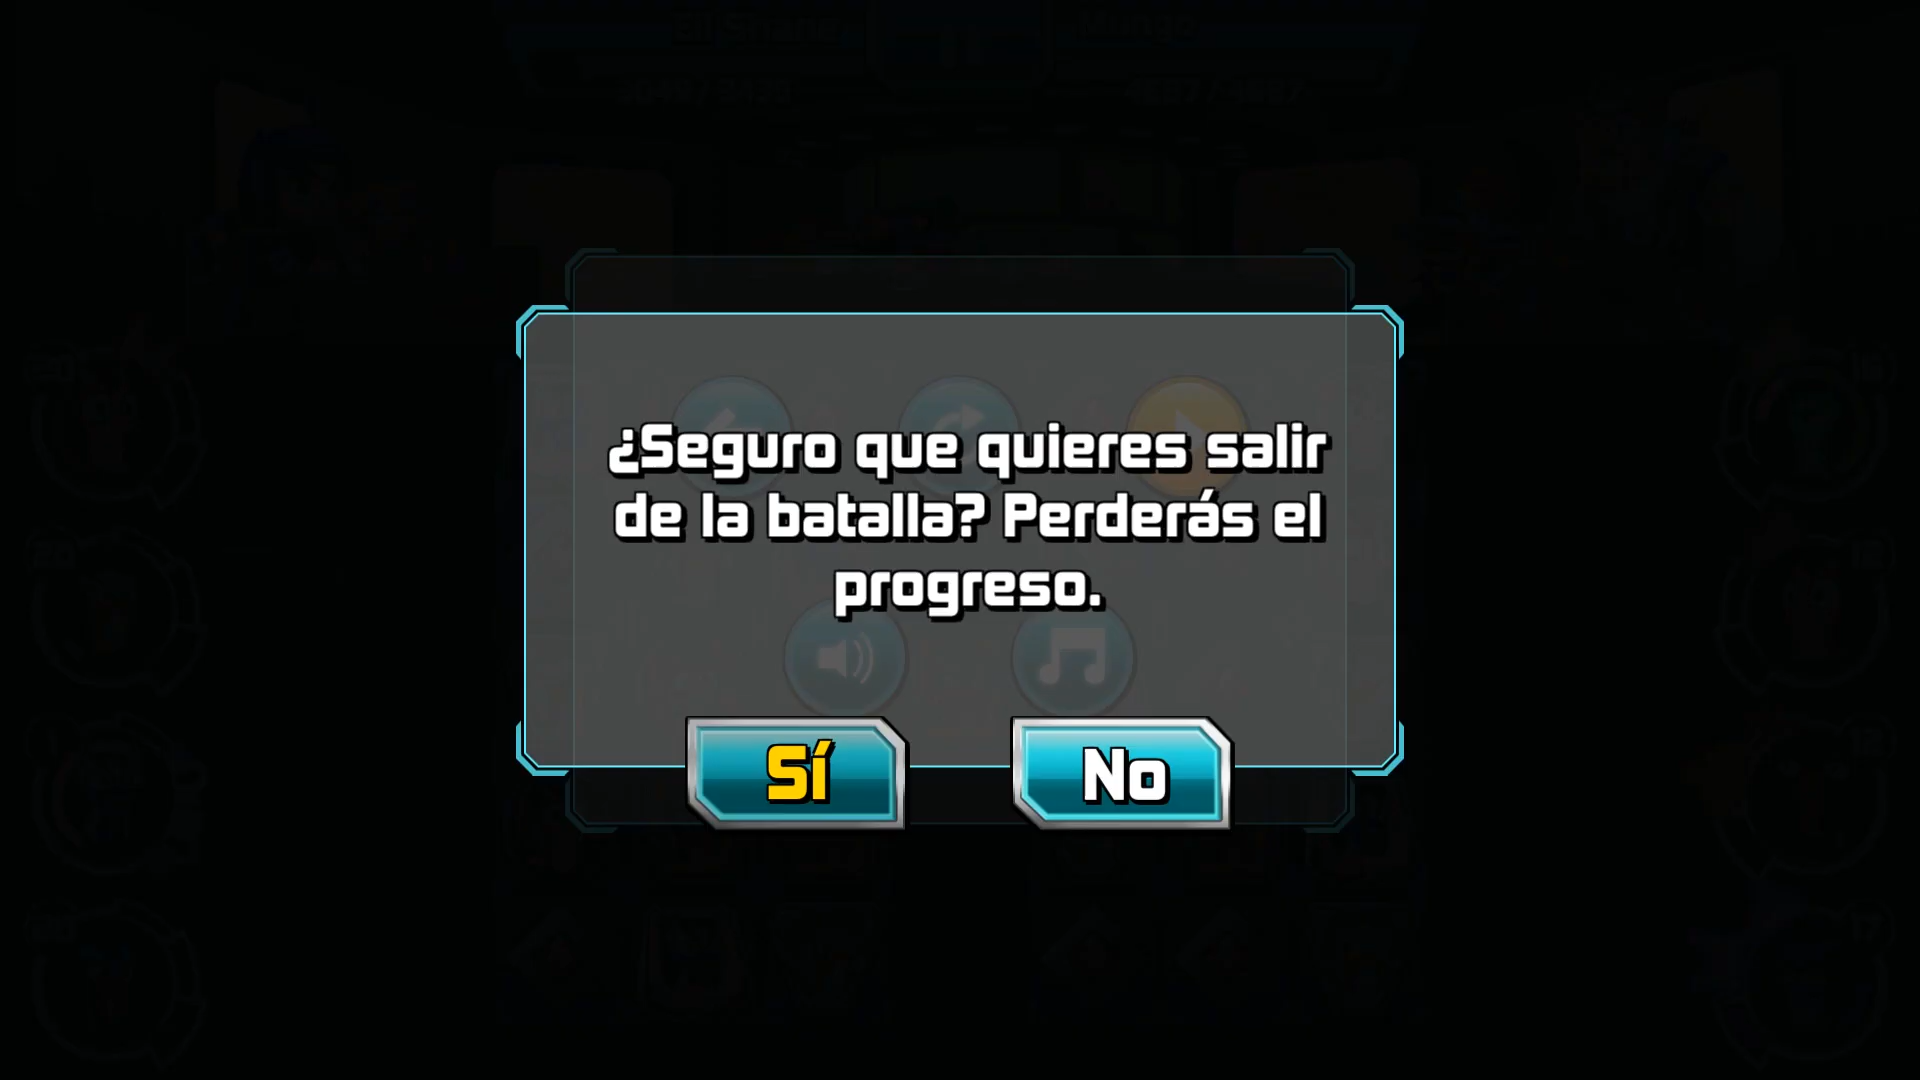 ¿Seguro que quieres salir
de la batalla? Perderás el
progreso.
Sí
No